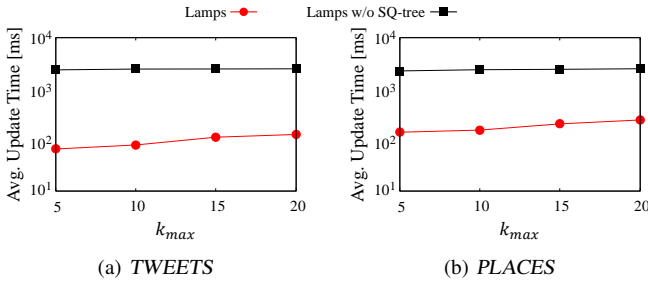 Lamps Lamps w/o SQ-tree
Avg. Update Time [ms]
10^4
10^3
10^2
10^1
5 10 15 20
k_max
(a) TWEETS
Avg. Update Time [ms]
10^4
10^3
10^2
10^1
5 10 15 20
k_max
(b) PLACES